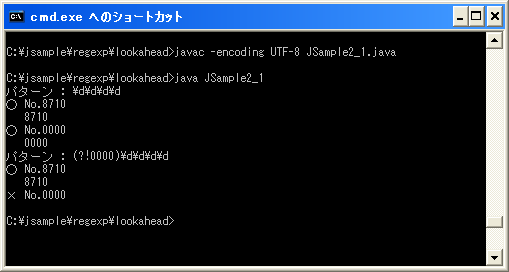 cmd.exe へのショートカット
C:¥jsample¥regexp¥lookahead>javac -encoding UTF-8 JSample2_1.java
C:¥jsample¥regexp¥lookahead>java JSample2_1
パターン : ¥d¥d¥d¥d
○ No.8710
8710
○ No.0000
0000
パターン : (?!0000)¥d¥d¥d¥d
○ No.8710
8710
× No.0000
C:¥jsample¥regexp¥lookahead>